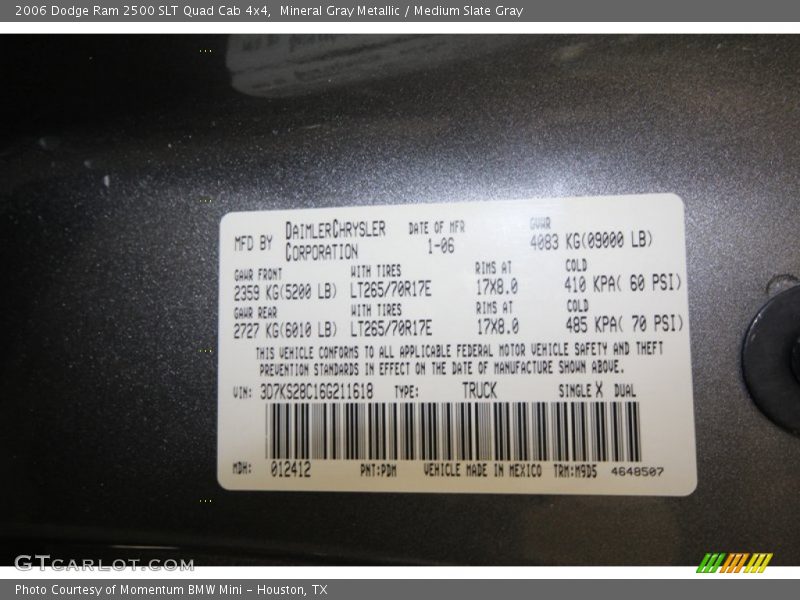 2006 Dodge Ram 2500 SLT Quad Cab 4x4,  Mineral Gray Metallic / Medium Slate Gray
MFD BY DAIMLERCHRYSLER CORPORATION DATE OF MFR 1-06 GVWR 4083 KG(09000 LB)
GAWR FRONT WITH TIRES RIMS AT COLD
2359 KG(5200 LB) LT265/70R17E 17X8.0 410 KPA( 60 PSI)
GAWR REAR WITH TIRES RIMS AT COLD
2727 KG(6010 LB) LT265/70R17E 17X8.0 485 KPA( 70 PSI)
THIS VEHICLE CONFORMS TO ALL APPLICABLE FEDERAL MOTOR VEHICLE SAFETY AND THEFT
PREVENTION STANDARDS IN EFFECT ON THE DATE OF MANUFACTURE SHOWN ABOVE.
VIN: 3D7KS28C16G211618 TYPE: TRUCK SINGLE X DUAL
MDH: 012412 PNT:PDM VEHICLE MADE IN MEXICO TRM:M9D5 4648507
GTCARLOT.COM
Photo Courtesy of Momentum BMW Mini - Houston, TX